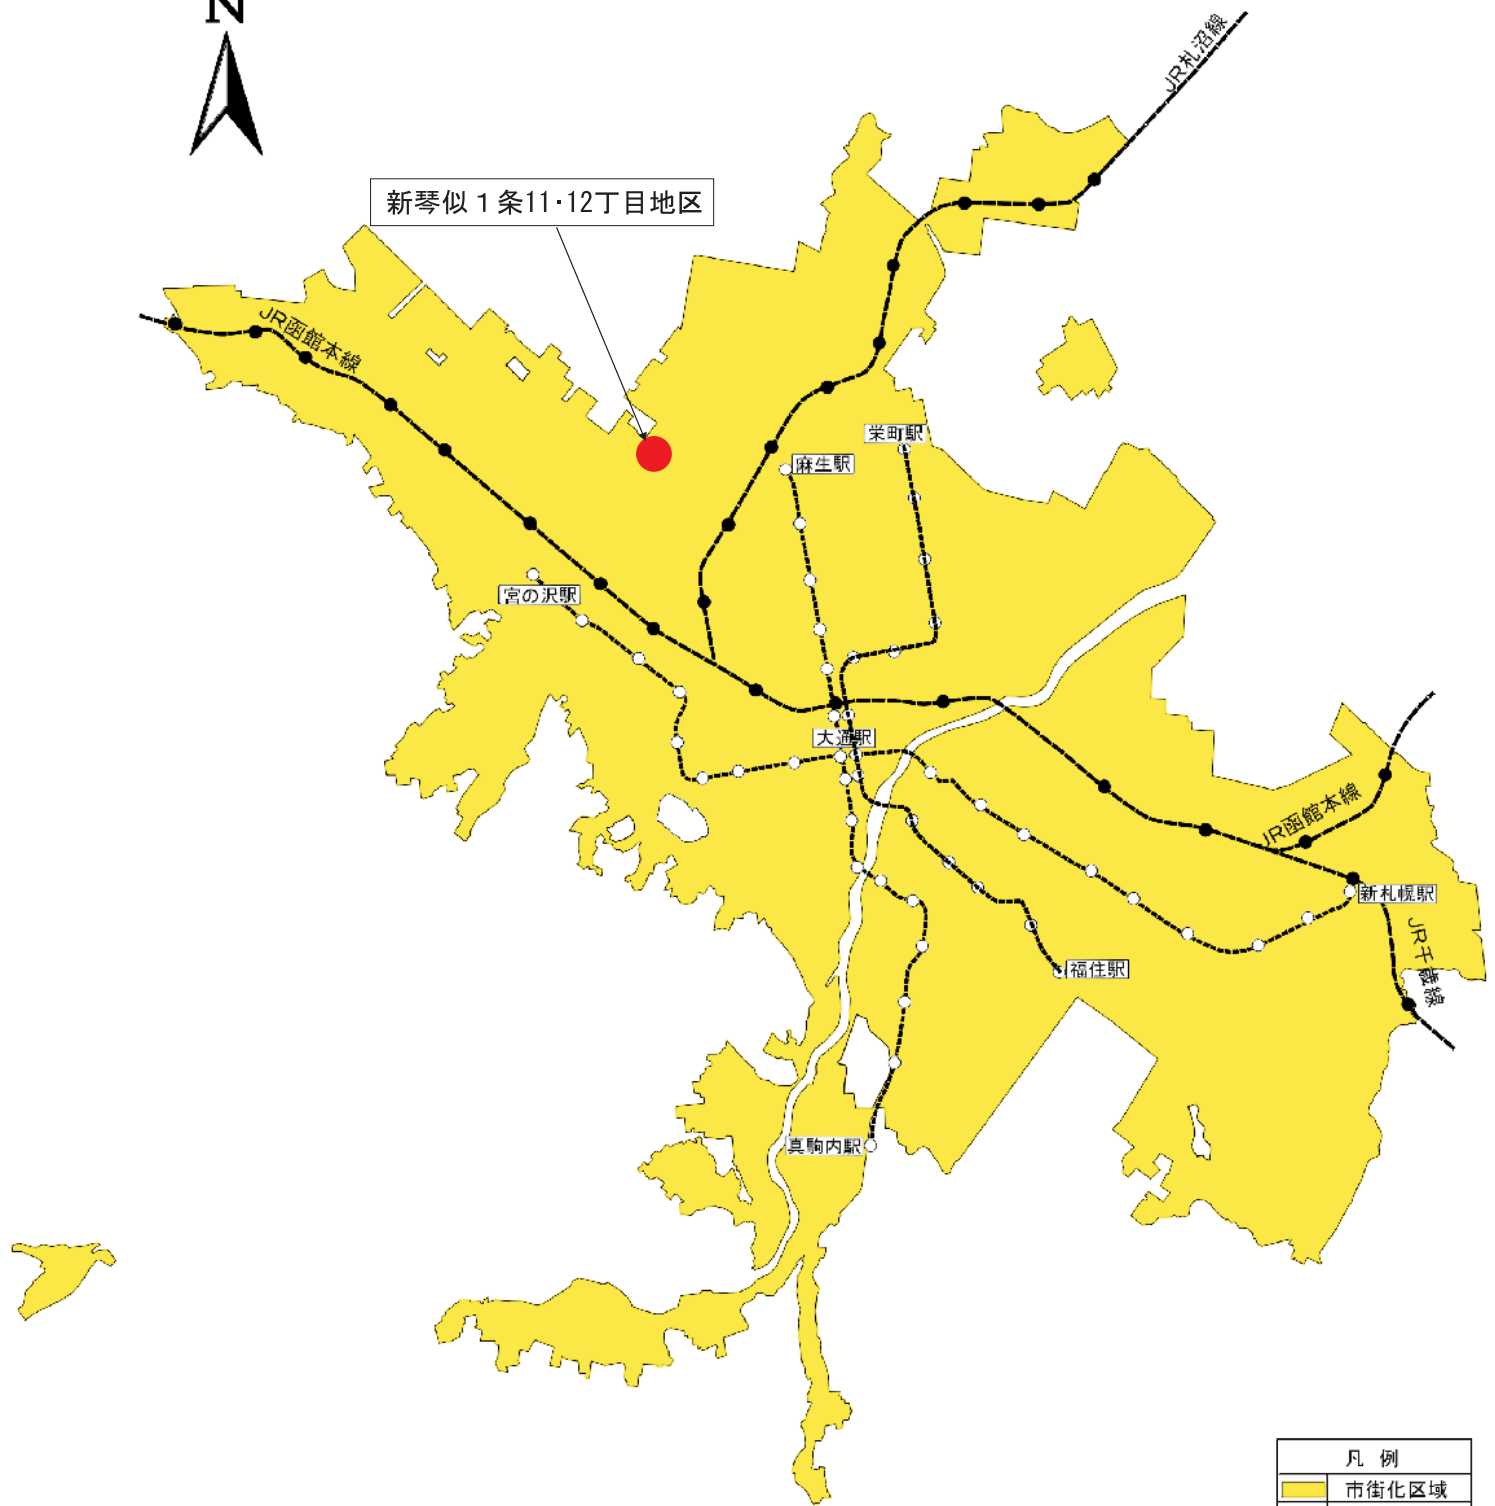 N
JR札沼線
新琴似１条11･12丁目地区
JR函館本線
栄町駅
麻生駅
宮の沢駅
大通駅
JR函館本線
新札幌駅
JR千歳線
福住駅
真駒内駅
凡 例
市街化区域